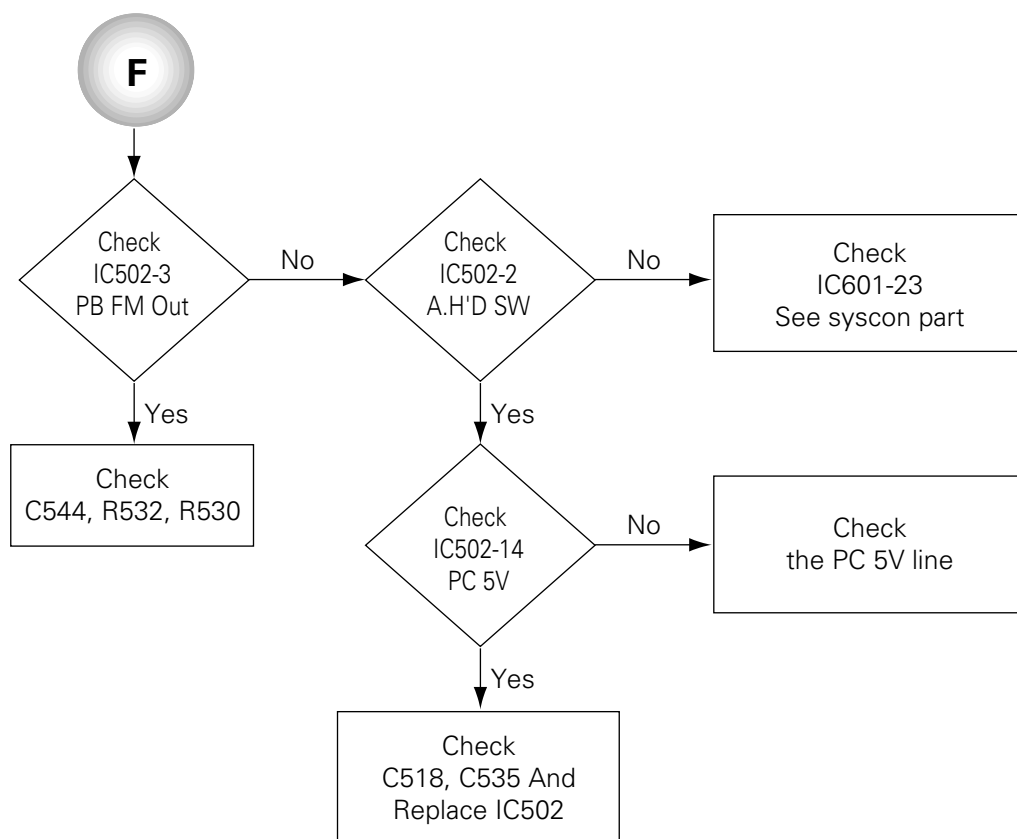 F
Check
IC502-3
PB FM Out
No
Check
IC502-2
A.H'D SW
No
Check
IC601-23
See syscon part
Yes
Check
C544, R532, R530
Yes
Check
IC502-14
PC 5V
No
Check
the PC 5V line
Yes
Check
C518, C535 And
Replace IC502